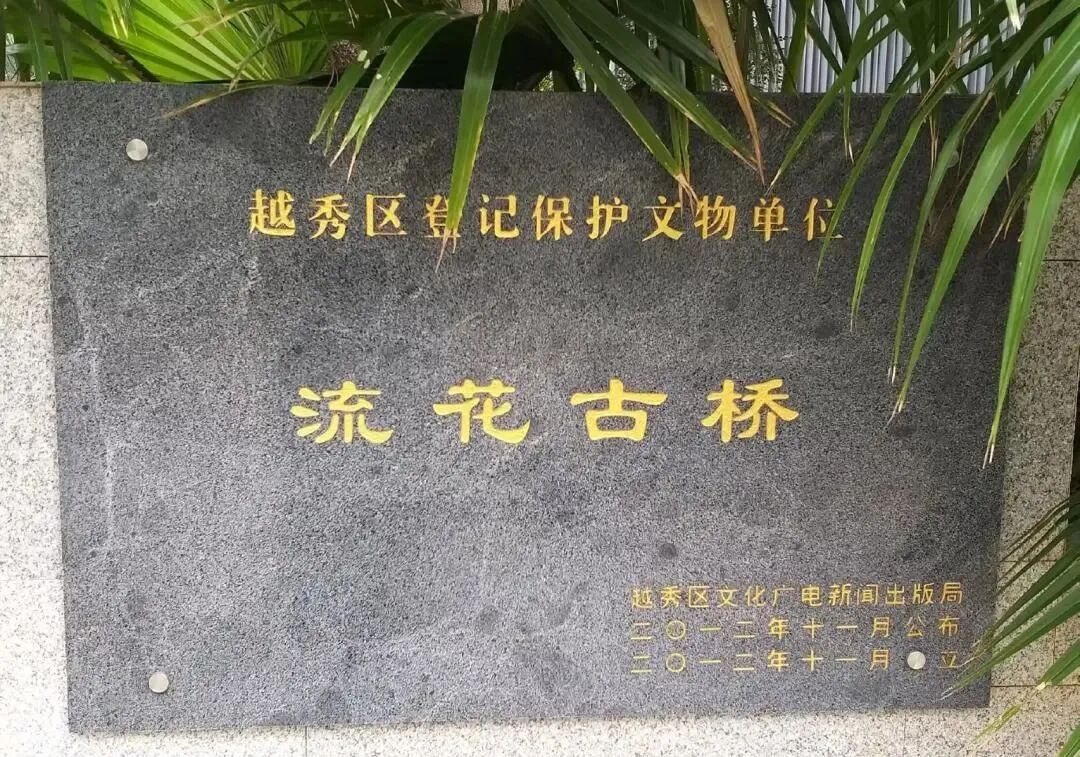 越秀区登记保护文物单位
流花古桥
越秀区文化广电新闻出版局
二〇一二年十一月公布
二〇一二年十一月 立